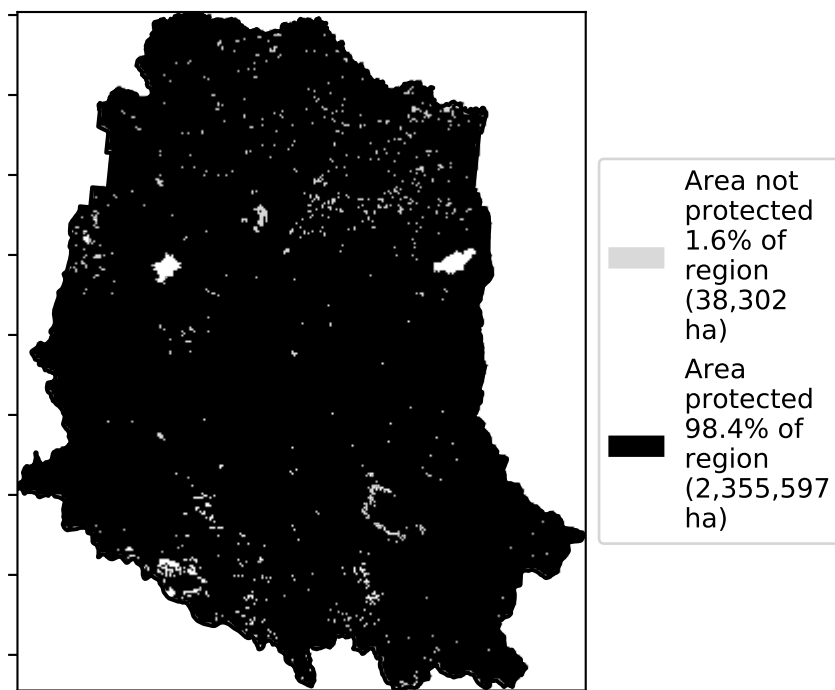 Area not
protected
1.6% of
region
(38,302
ha)
Area
protected
98.4% of
region
(2,355,597
ha)